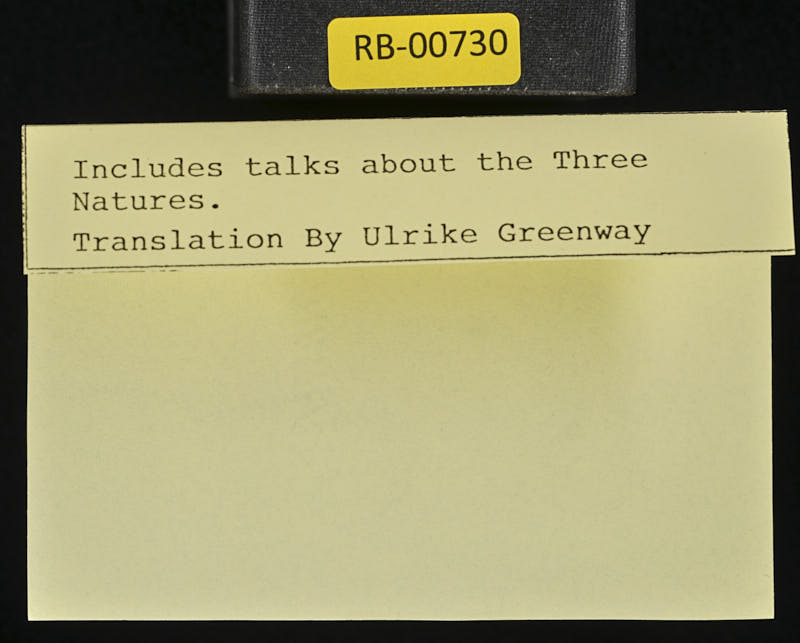 RB-00730
Includes talks about the Three
Natures.
Translation By Ulrike Greenway